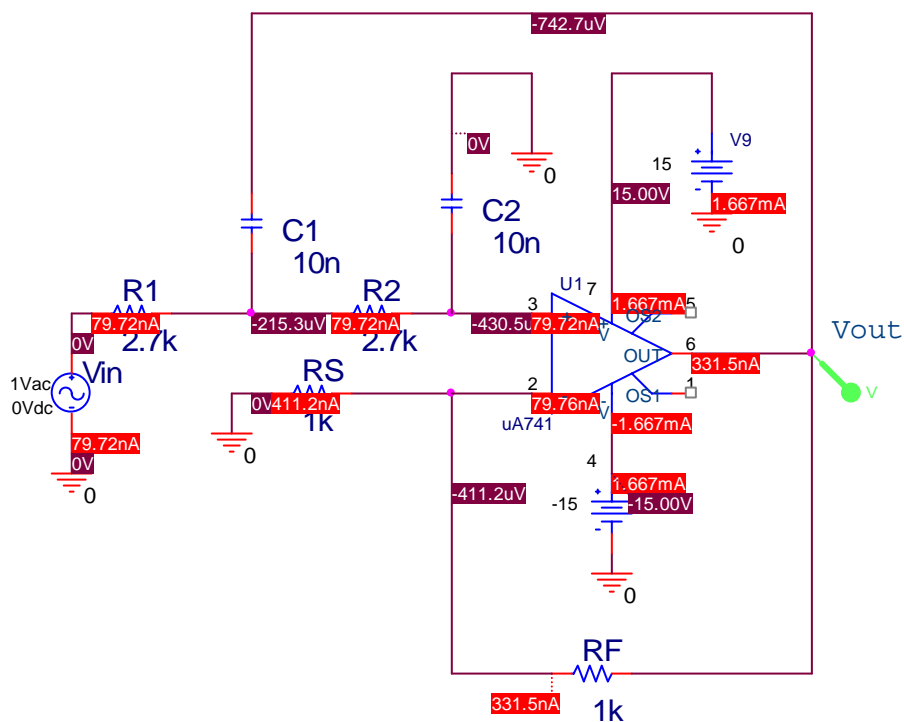 -742.7uV
0V
0
V9
15
15.00V
1.667mA
0
C1
10n
C2
10n
R1
79.72nA
2.7k
-215.3uV
R2
79.72nA
2.7k
-430.5u
U1
7
3
+
79.72nA
+
V
1.667mA
5
OS2
OUT
6
331.5nA
Vout
V
0V
Vin
1Vac
0Vdc
+
-
79.72nA
0V
0
RS
0V
411.2nA
1k
0
2
-
79.76nA
-
V
OS1
1
uA741
-1.667mA
-411.2uV
4
1.667mA
-15
+
-
-15.00V
0
RF
331.5nA
1k